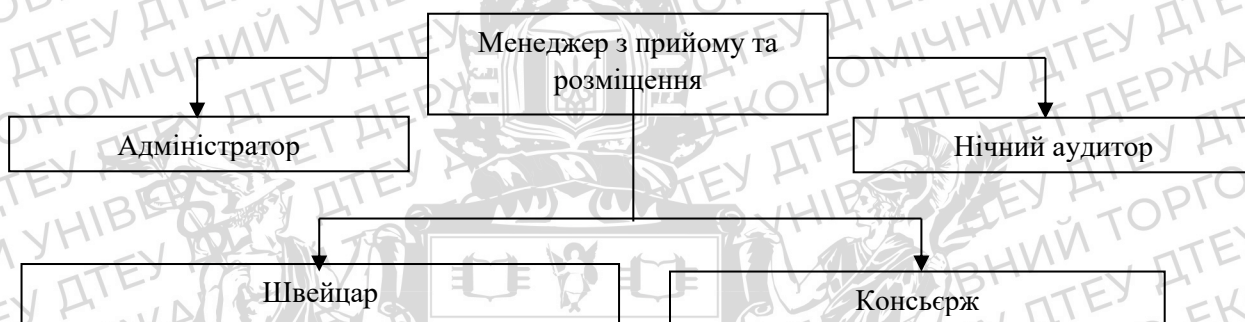 Менеджер з прийому та
розміщення
Адміністратор
Нічний аудитор
Швейцар
Консьєрж